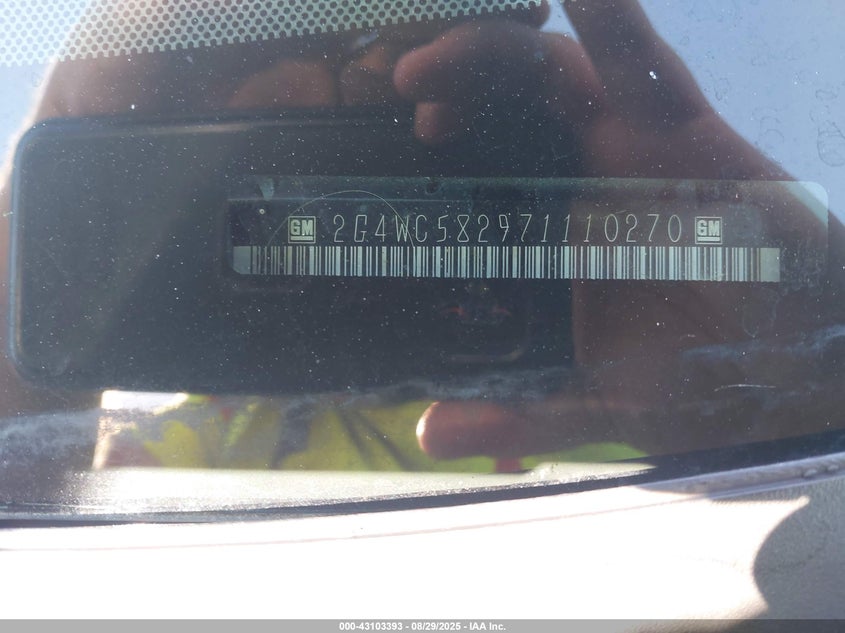 GM 2G4WC582971110270 GM
000-43103393 - 08/29/2025 - IAA Inc.